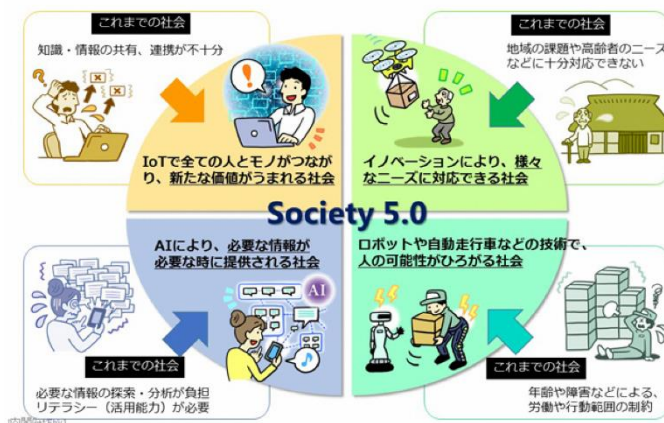 これまでの社会
知識・情報の共有、連携が不十分
IoTで全ての人とモノがつなが
り、新たな価値がうまれる社会
これまでの社会
地域の課題や高齢者のニーズ
などに十分対応できない
イノベーションにより、様々
なニーズに対応できる社会
Society 5.0
AIにより、必要な情報が
必要な時に提供される社会
AI
これまでの社会
必要な情報の探索・分析が負担
リテラシー（活用能力）が必要
ロボットや自動走行車などの技術で、
人の可能性がひろがる社会
これまでの社会
年齢や障害などによる、
労働や行動範囲の制約